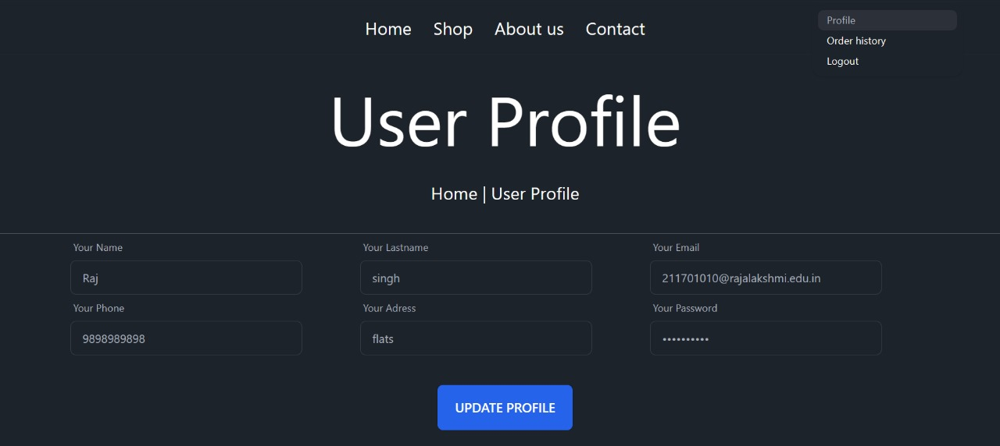 Home Shop About us Contact
Profile
Order history
Logout
User Profile
Home | User Profile
Your Name Your Lastname Your Email
Raj singh 211701010@rajalakshmi.edu.in
Your Phone Your Adress Your Password
9898989898 flats ••••••••••
UPDATE PROFILE